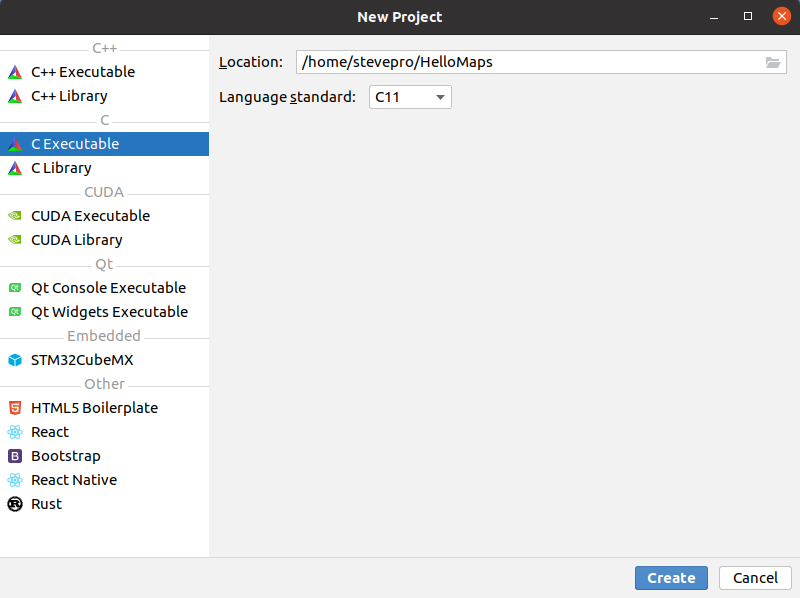 New Project
C++
C++ Executable
C++ Library
C
C Executable
C Library
CUDA
CUDA Executable
CUDA Library
Qt
Qt Console Executable
Qt Widgets Executable
Embedded
STM32CubeMX
Other
HTML5 Boilerplate
React
Bootstrap
React Native
Rust
Location: /home/stevepro/HelloMaps
Language standard: C11
Create Cancel